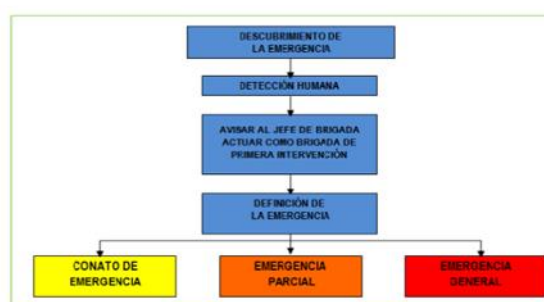 DESCUBRIMIENTO DE
LA EMERGENCIA
DETECCIÓN HUMANA
AVISAR AL JEFE DE BRIGADA
ACTUAR COMO BRIGADA DE
PRIMERA INTERVENCIÓN
DEFINICIÓN DE
LA EMERGENCIA
CONATO DE
EMERGENCIA
EMERGENCIA
PARCIAL
EMERGENCIA
GENERAL